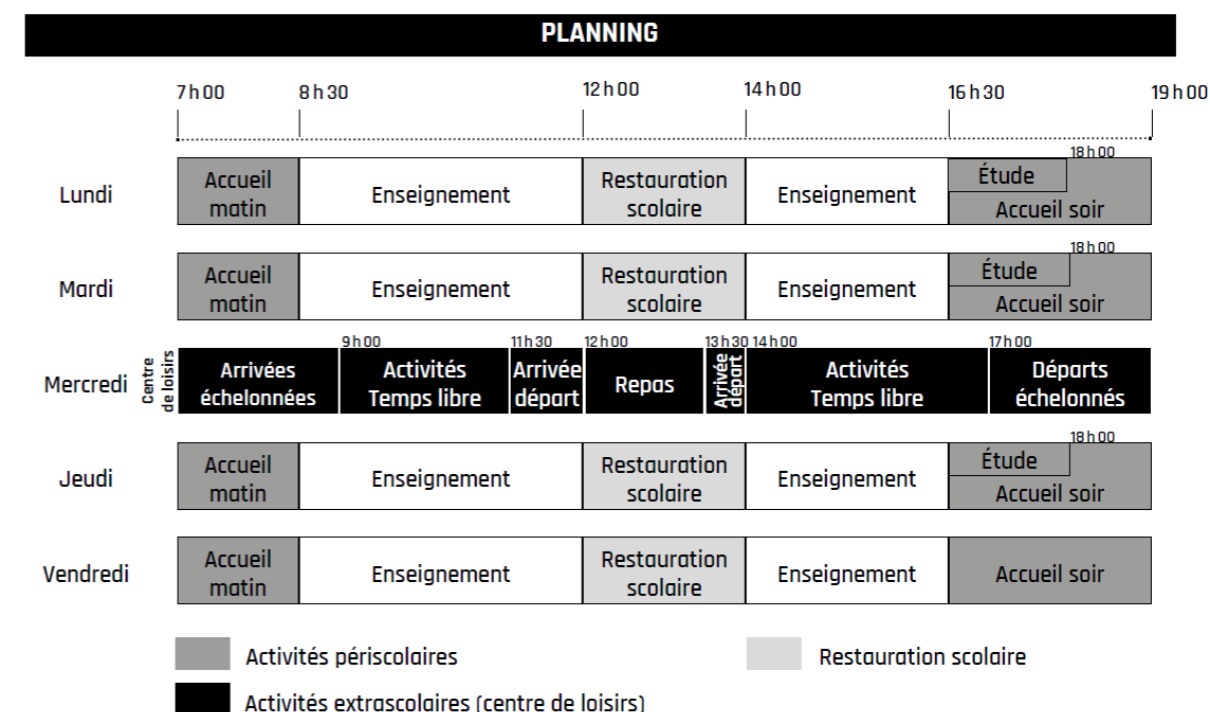 PLANNING
7h00 8h30 12h00 14h00 16h30 19h00
18h00
Lundi Accueil matin Enseignement Restauration scolaire Enseignement Étude Accueil soir
18h00
Mardi Accueil matin Enseignement Restauration scolaire Enseignement Étude Accueil soir
9h00 11h30 12h00 13h30 14h00 17h00
Mercredi Centre de loisirs Arrivées échelonnées Activités Temps libre Arrivée départ Repas Arrivée départ Activités Temps libre Départs échelonnés
18h00
Jeudi Accueil matin Enseignement Restauration scolaire Enseignement Étude Accueil soir
Vendredi Accueil matin Enseignement Restauration scolaire Enseignement Accueil soir
Activités périscolaires Restauration scolaire
Activités extrascolaires (centre de loisirs)